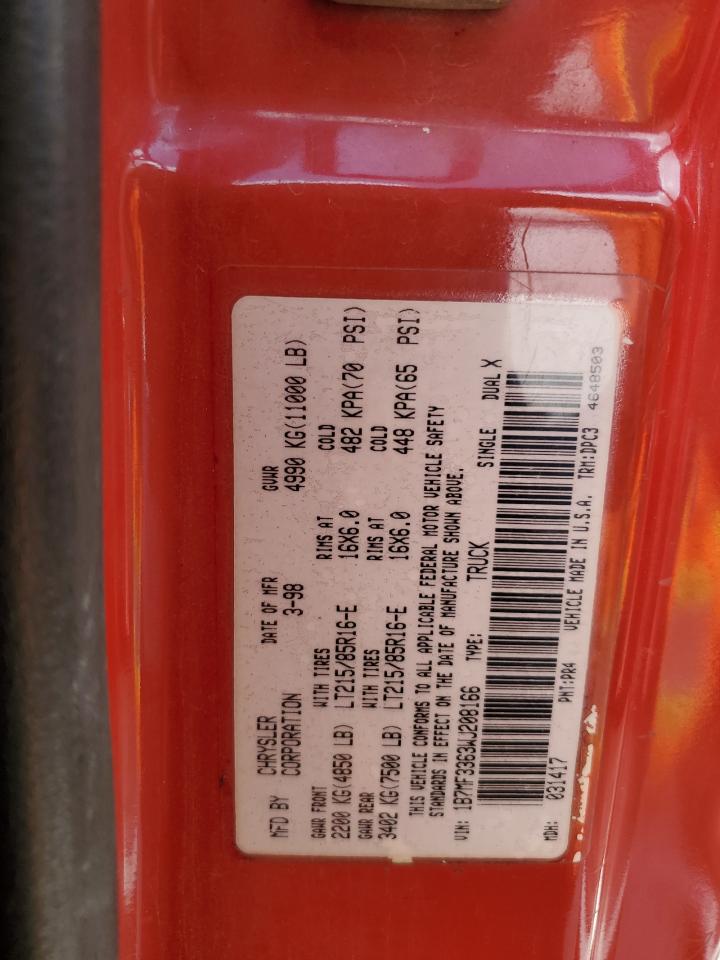 MFD BY CHRYSLER CORPORATION DATE OF MFR 3-98 GVWR 4990 KG(11000 LB)
GAWR FRONT WITH TIRES RIMS AT COLD
2200 KG(4850 LB) LT215/85R16-E 16X6.0 482 KPA(70 PSI)
GAWR REAR WITH TIRES RIMS AT COLD
3402 KG(7500 LB) LT215/85R16-E 16X6.0 448 KPA(65 PSI)
THIS VEHICLE CONFORMS TO ALL APPLICABLE FEDERAL MOTOR VEHICLE SAFETY
STANDARDS IN EFFECT ON THE DATE OF MANUFACTURE SHOWN ABOVE.
VIN: 1B7MF3363WJ208166 TYPE: TRUCK SINGLE DUAL X
MDH: 031417 PNT:PR4 VEHICLE MADE IN U.S.A. TRM:DPC3 4648503